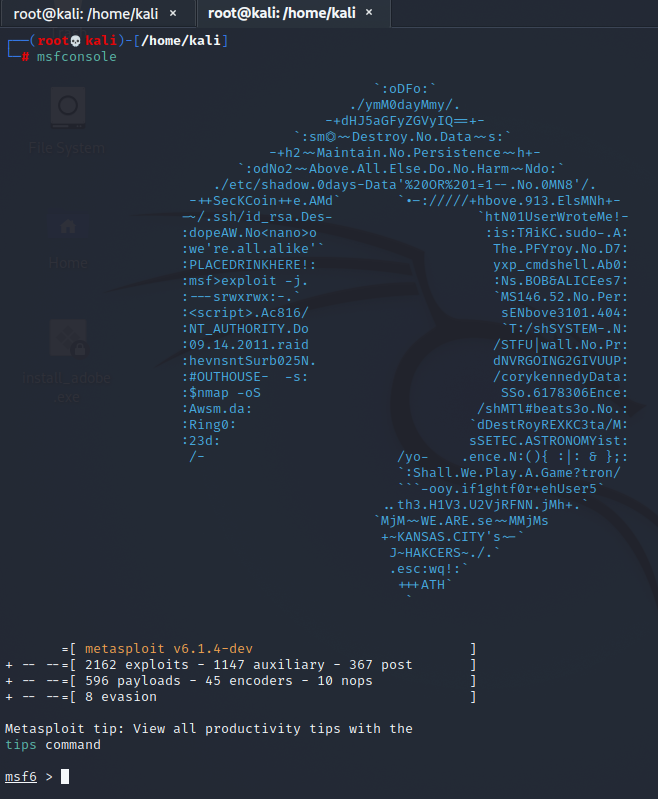 root@kali: /home/kali × root@kali: /home/kali ×
┌──(root💀kali)-[/home/kali]
└─# msfconsole
`:oDFo:`
./ymM0dayMmy/.
-+dHJ5aGFyZGVyIQ==+-
`:sm⏣~~Destroy.No.Data~~s:`
-+h2~~Maintain.No.Persistence~~h+-
`:odNo2~~Above.All.Else.Do.No.Harm~~Ndo:`
./etc/shadow.0days-Data'%20OR%201=1--.No.0MN8'/.
-++SecKCoin++e.AMd` `.-://///+hbove.913.ElsMNh+-
-~/.ssh/id_rsa.Des- `htN01UserWroteMe!-
:dopeAW.No<nano>o :is:TЯiKC.sudo-.A:
:we're.all.alike'` The.PFYroy.No.D7:
:PLACEDRINKHERE!: yxp_cmdshell.Ab0:
:msf>exploit -j. :Ns.BOB&ALICEes7:
:---srwxrwx:-.` `MS146.52.No.Per:
:<script>.Ac816/ sENbove3101.404:
:NT_AUTHORITY.Do `T:/shSYSTEM-.N:
:09.14.2011.raid /STFU|wall.No.Pr:
:hevnsntSurb025N. dNVRGOING2GIVUUP:
:#OUTHOUSE- -s: /corykennedyData:
:$nmap -oS SSo.6178306Ence:
:Awsm.da: /shMTl#beats3o.No.:
:Ring0: `dDestRoyREXKC3ta/M:
:23d: sSETEC.ASTRONOMYist:
/- /yo- .ence.N:(){ :|: & };:
`:Shall.We.Play.A.Game?tron/
```-ooy.if1ghtf0r+ehUser5`
..th3.H1V3.U2VjRFNN.jMh+.`
`MjM~~WE.ARE.se~~MMjMs
+~KANSAS.CITY's~-`
J~HAKCERS~./.`
.esc:wq!:`
+++ATH`
`
=[ metasploit v6.1.4-dev ]
+ -- --=[ 2162 exploits - 1147 auxiliary - 367 post ]
+ -- --=[ 596 payloads - 45 encoders - 10 nops ]
+ -- --=[ 8 evasion ]
Metasploit tip: View all productivity tips with the
tips command
msf6 >
File System
Home
install_adobe
.exe